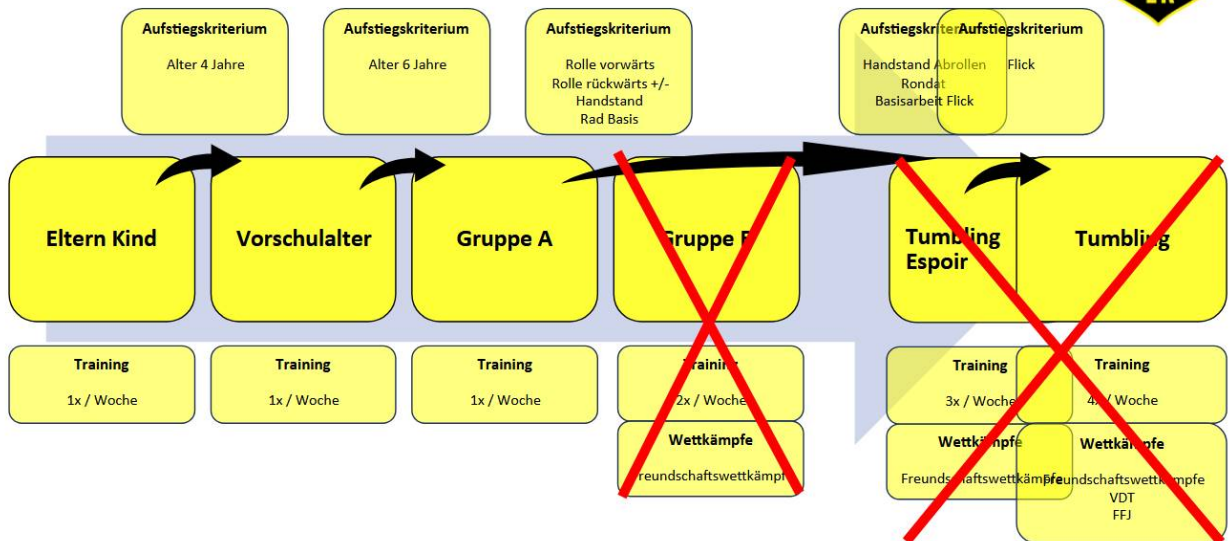 Aufstiegskriterium
Alter 4 Jahre
Aufstiegskriterium
Alter 6 Jahre
Aufstiegskriterium
Rolle vorwärts
Rolle rückwärts +/-
Handstand
Rad Basis
Aufstiegskriterium
Handstand Abrollen
Rondat
Basisarbeit Flick
Aufstiegskriterium
Flick
Eltern Kind
Vorschulalter
Gruppe A
Gruppe
Tumbling
Espoir
Tumbling
Training
1x / Woche
Training
1x / Woche
Training
1x / Woche
Training
2x / Woche
Wettkämpfe
Freundschaftswettkämpfe
Training
3x / Woche
Wettkämpfe
Freundschaftswettkämpfe
Training
4x / Woche
Wettkämpfe
Freundschaftswettkämpfe
VDT
FFJ